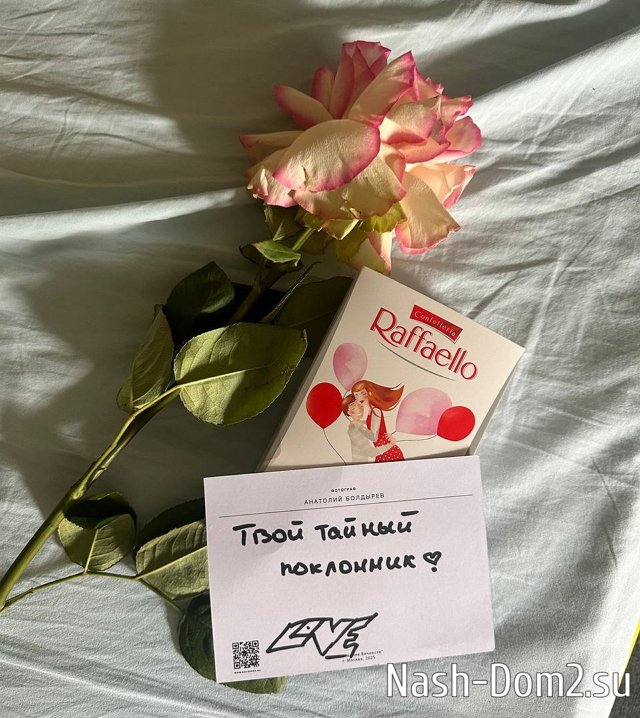 Confetteria
Raffaello
ФОТОГРАФ
АНАТОЛИЙ БОЛДЫРЕВ
Твой тайный
поклонник
LOVE
г. Москва, 2025
Nash-Dom2.su